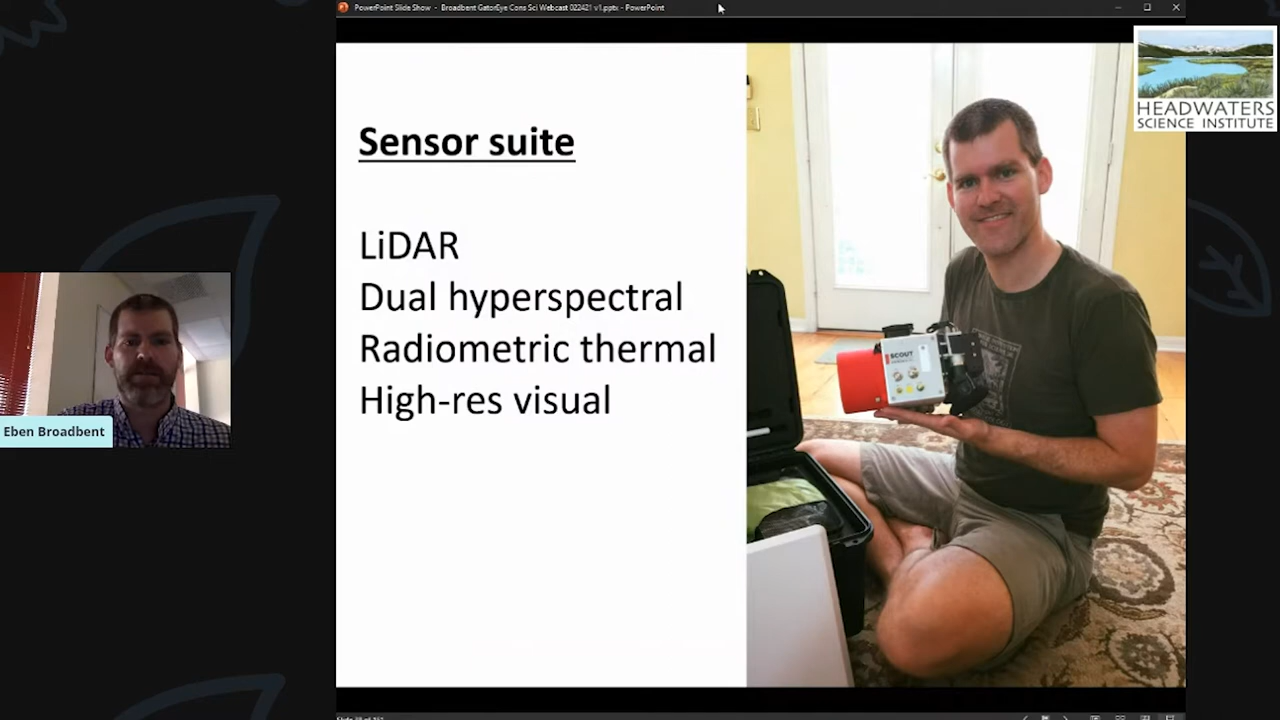 PowerPoint Slide Show - Broadbent GatorEye Cons Sci Webcast 022421 v1.pptx - PowerPoint
HEADWATERS
SCIENCE INSTITUTE
Sensor suite
LiDAR
Dual hyperspectral
Radiometric thermal
High-res visual
SCOUT
Eben Broadbent